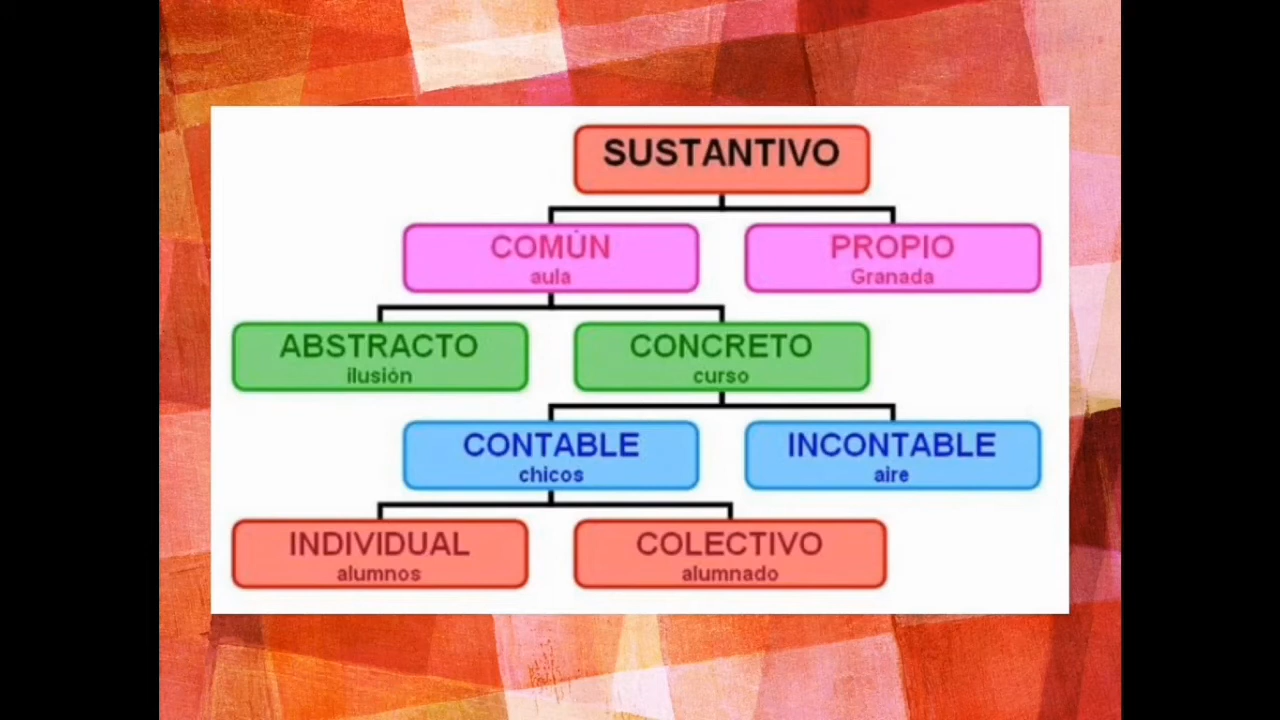 SUSTANTIVO
COMÚN
aula
PROPIO
Granada
ABSTRACTO
ilusión
CONCRETO
curso
CONTABLE
chicos
INCONTABLE
aire
INDIVIDUAL
alumnos
COLECTIVO
alumnado